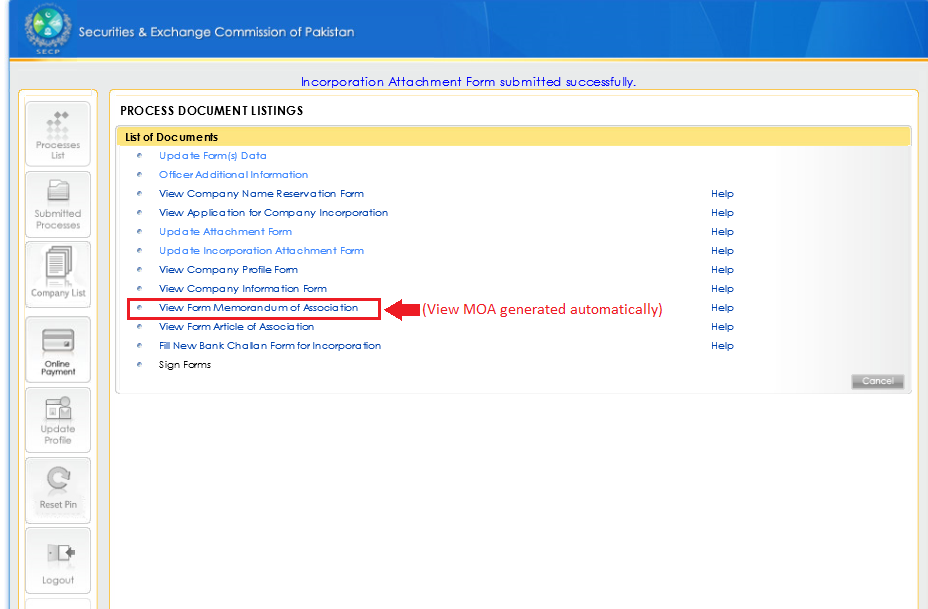 SECP
Securities & Exchange Commission of Pakistan
Incorporation Attachment Form submitted successfully.
Processes
List
Submitted
Processes
Company List
Online
Payment
Update
Profile
Reset Pin
Logout
PROCESS DOCUMENT LISTINGS
List of Documents
Update Form(s) Data
Officer Additional Information
View Company Name Reservation Form Help
View Application for Company Incorporation Help
Update Attachment Form Help
Update Incorporation Attachment Form Help
View Company Profile Form Help
View Company Information Form Help
View Form Memorandum of Association (View MOA generated automatically) Help
View Form Article of Association Help
Fill New Bank Challan Form for Incorporation Help
Sign Forms
Cancel